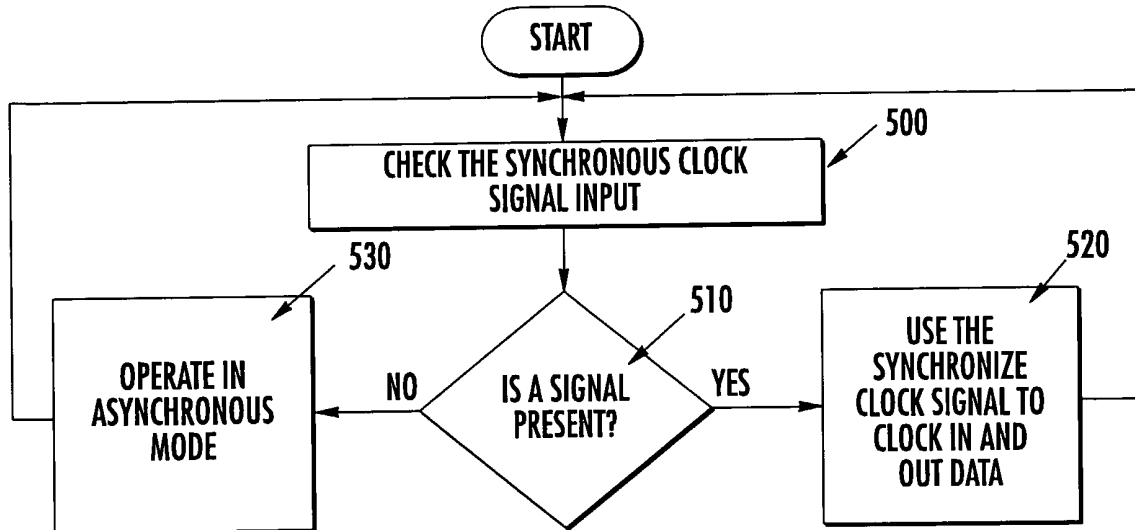 START
500
CHECK THE SYNCHRONOUS CLOCK
SIGNAL INPUT
530
510
520
OPERATE IN
ASYNCHRONOUS
MODE
NO
IS A SIGNAL
PRESENT?
YES
USE THE
SYNCHRONIZE
CLOCK SIGNAL TO
CLOCK IN AND
OUT DATA